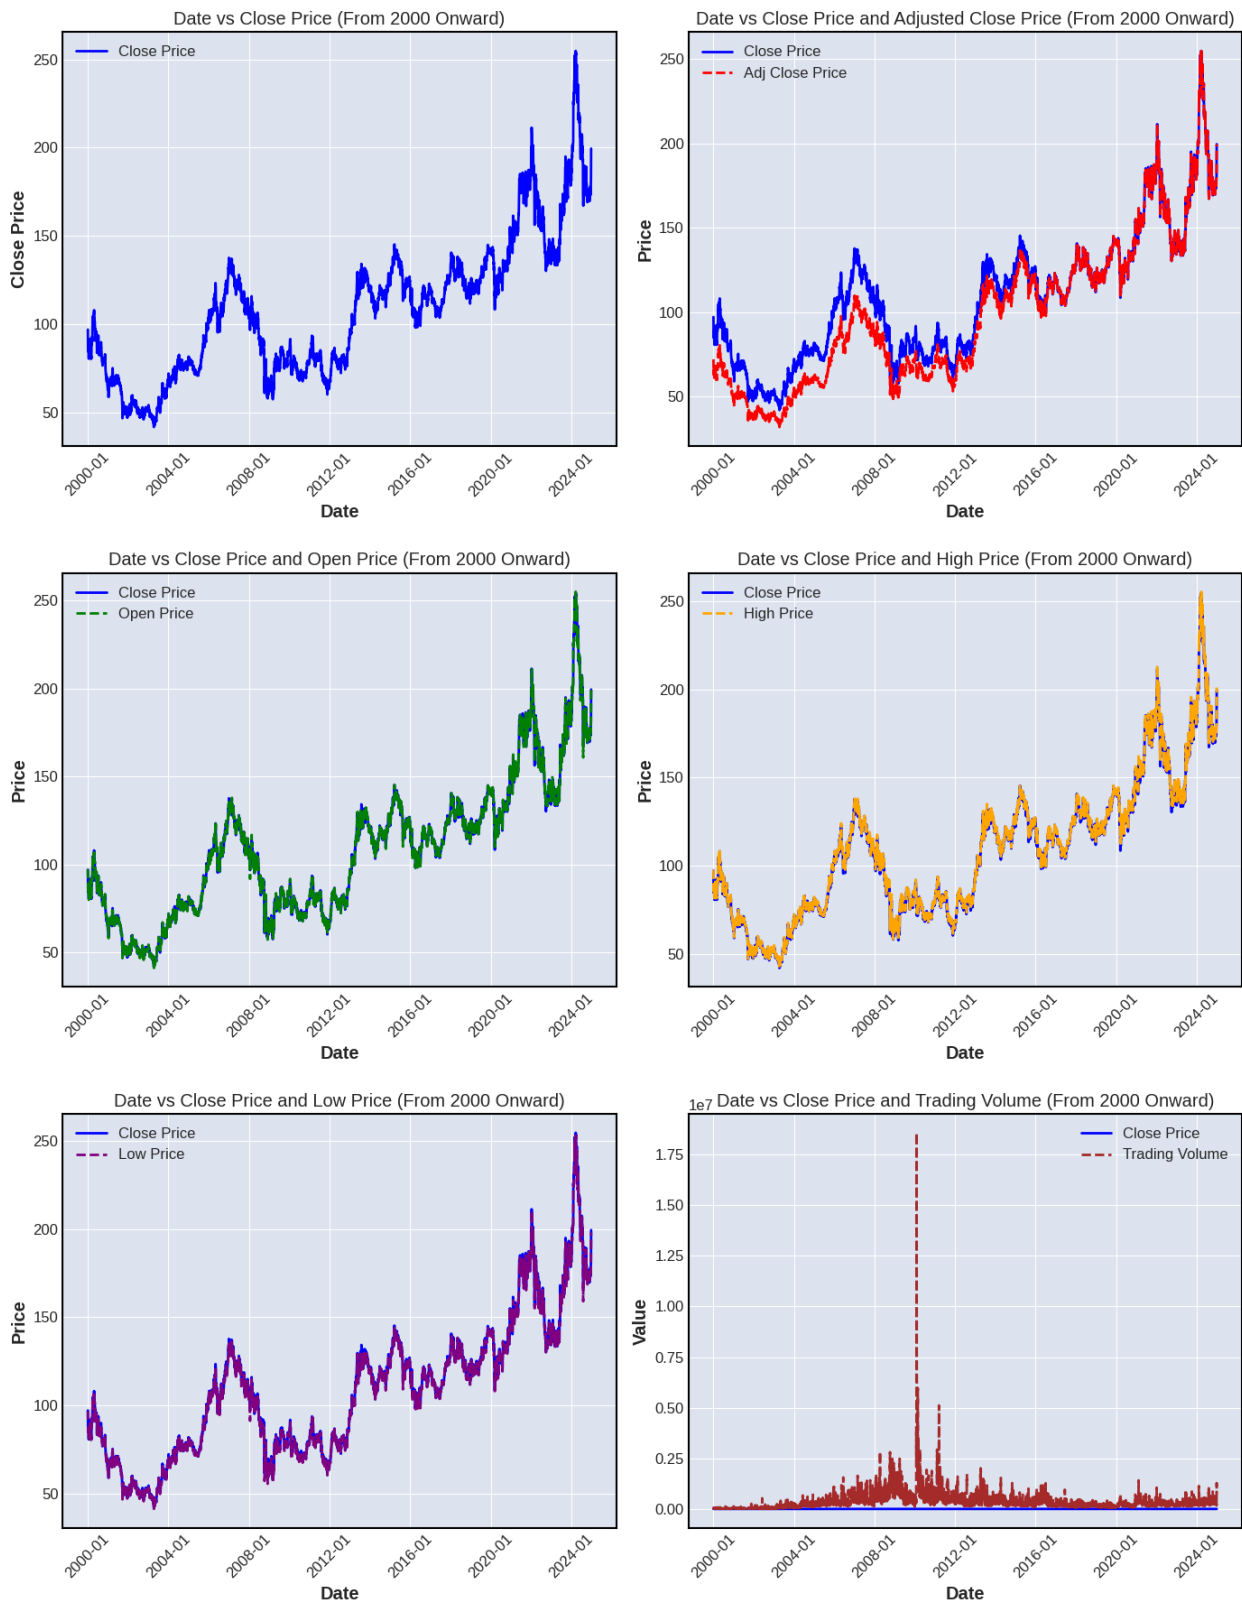 Date vs Close Price (From 2000 Onward)
Close Price
250
200
150
100
50
Close Price
2000-01
2004-01
2008-01
2012-01
2016-01
2020-01
2024-01
Date
Date vs Close Price and Adjusted Close Price (From 2000 Onward)
Close Price
Adj Close Price
250
200
150
100
50
Price
2000-01
2004-01
2008-01
2012-01
2016-01
2020-01
2024-01
Date
Date vs Close Price and Open Price (From 2000 Onward)
Close Price
Open Price
250
200
150
100
50
Price
2000-01
2004-01
2008-01
2012-01
2016-01
2020-01
2024-01
Date
Date vs Close Price and High Price (From 2000 Onward)
Close Price
High Price
250
200
150
100
50
Price
2000-01
2004-01
2008-01
2012-01
2016-01
2020-01
2024-01
Date
Date vs Close Price and Low Price (From 2000 Onward)
Close Price
Low Price
250
200
150
100
50
Price
2000-01
2004-01
2008-01
2012-01
2016-01
2020-01
2024-01
Date
Date vs Close Price and Trading Volume (From 2000 Onward)
1e7
Close Price
Trading Volume
1.75
1.50
1.25
1.00
0.75
0.50
0.25
0.00
Value
2000-01
2004-01
2008-01
2012-01
2016-01
2020-01
2024-01
Date